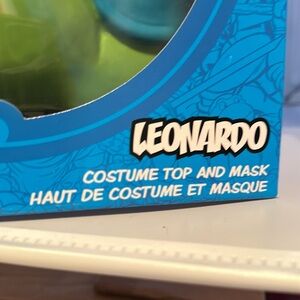 LEONARDO
COSTUME TOP AND MASK
HAUT DE COSTUME ET MASQUE